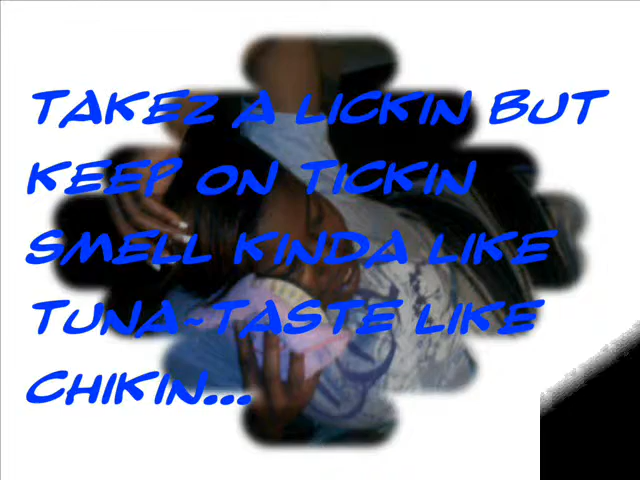 TAKEZ A LICKIN BUT
KEEP ON TICKIN
SMELL KINDA LIKE
TUNA~TASTE LIKE
CHIKIN...